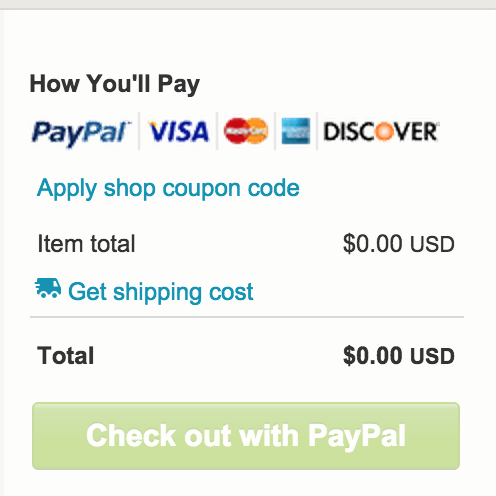 How You'll Pay
PayPal VISA MasterCard DISCOVER
Apply shop coupon code
Item total $0.00 USD
Get shipping cost
Total $0.00 USD
Check out with PayPal